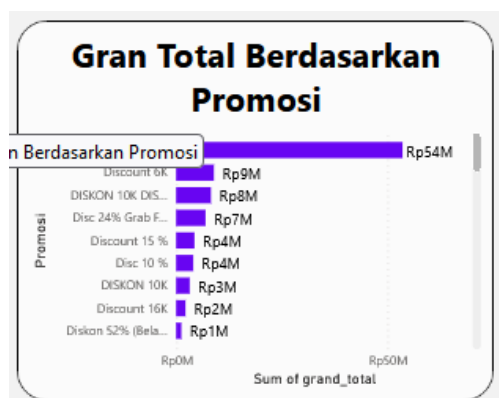 Gran Total Berdasarkan
Promosi
n Berdasarkan Promosi
Rp54M
Discount 6K Rp9M
DISKON 10K DIS... Rp8M
Disc 24% Grab F... Rp7M
Discount 15 % Rp4M
Disc 10 % Rp4M
DISKON 10K Rp3M
Discount 16K Rp2M
Diskon 52% (Bela... Rp1M
Promosi
Rp0M Rp50M
Sum of grand_total